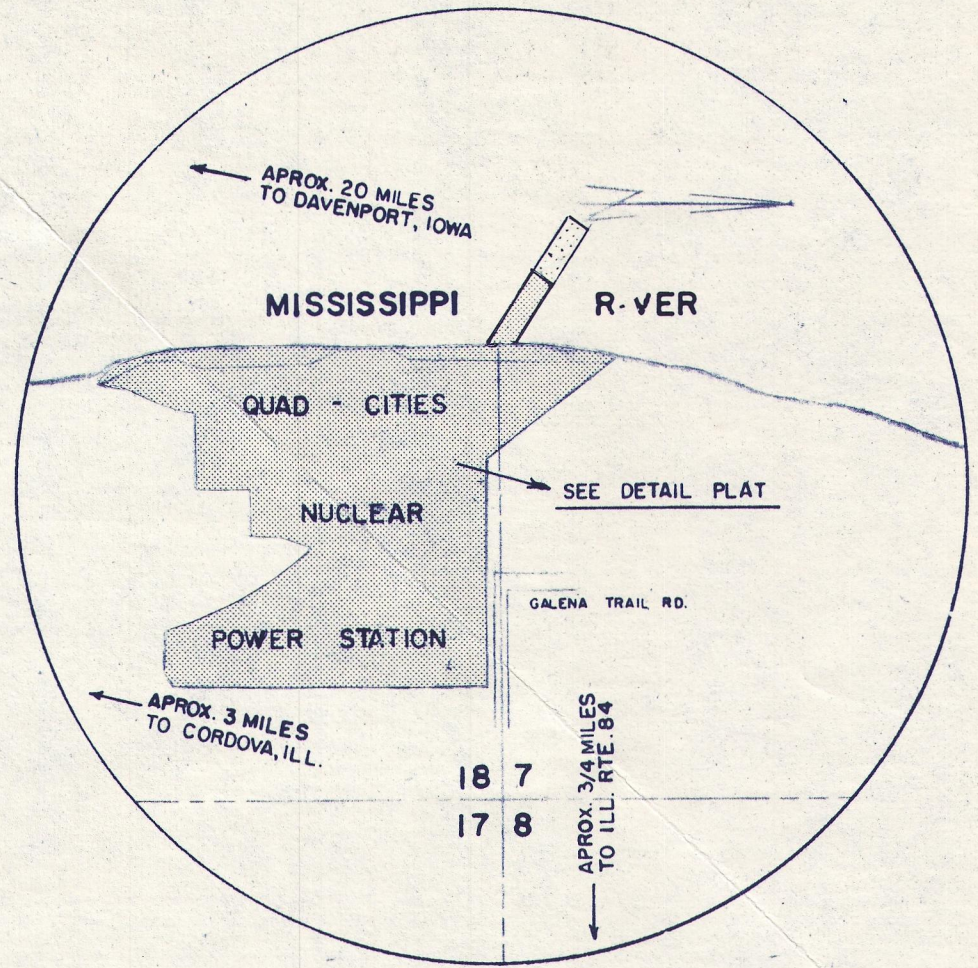 APROX. 20 MILES
TO DAVENPORT, IOWA
MISSISSIPPI R-VER
QUAD - CITIES
SEE DETAIL PLAT
NUCLEAR
GALENA TRAIL RD.
POWER STATION
APROX. 3 MILES
TO CORDOVA, ILL.
APROX. 3/4 MILES
TO ILL. RTE. 84
18 7
17 8